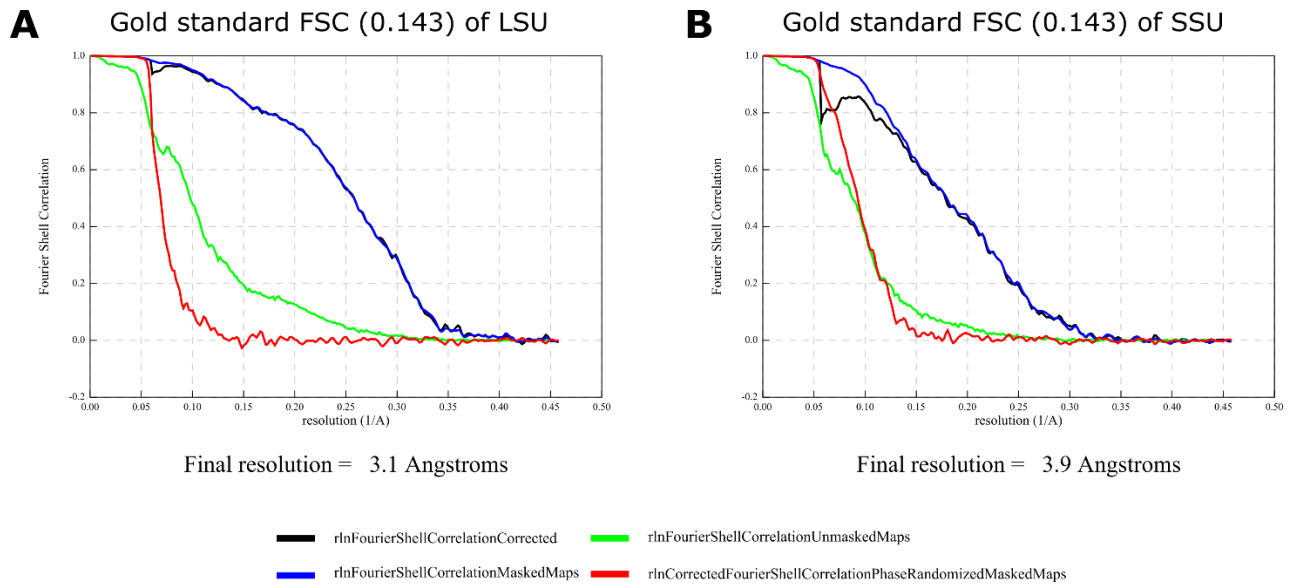 A
Gold standard FSC (0.143) of LSU
1.0
0.8
0.6
0.4
0.2
0.0
-0.2
Fourier Shell Correlation
0.00 0.05 0.10 0.15 0.20 0.25 0.30 0.35 0.40 0.45 0.50
resolution (1/A)
Final resolution = 3.1 Angstroms
B
Gold standard FSC (0.143) of SSU
1.0
0.8
0.6
0.4
0.2
0.0
-0.2
Fourier Shell Correlation
0.00 0.05 0.10 0.15 0.20 0.25 0.30 0.35 0.40 0.45 0.50
resolution (1/A)
Final resolution = 3.9 Angstroms
rlnFourierShellCorrelationCorrected
rlnFourierShellCorrelationUnmaskedMaps
rlnFourierShellCorrelationMaskedMaps
rlnCorrectedFourierShellCorrelationPhaseRandomizedMaskedMaps